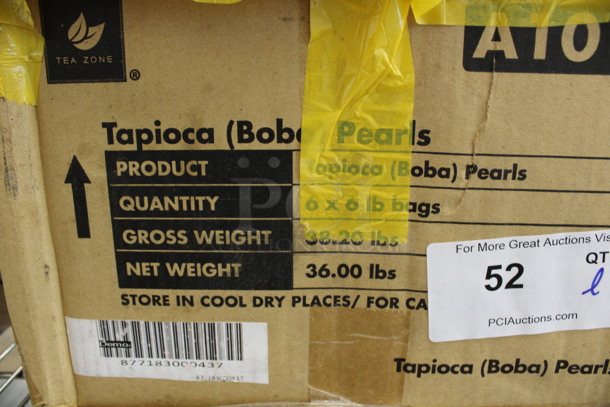 TEA ZONE
®
A10
Tapioca (Boba) Pearls
PRODUCT Tapioca (Boba) Pearls
QUANTITY 6 x 6 lb bags
GROSS WEIGHT 38.20 lbs
NET WEIGHT 36.00 lbs
STORE IN COOL DRY PLACES/ FOR CA
For More Great Auctions Vis
52
QT
PCIAuctions.com
877183000437
Tapioca (Boba) Pearl